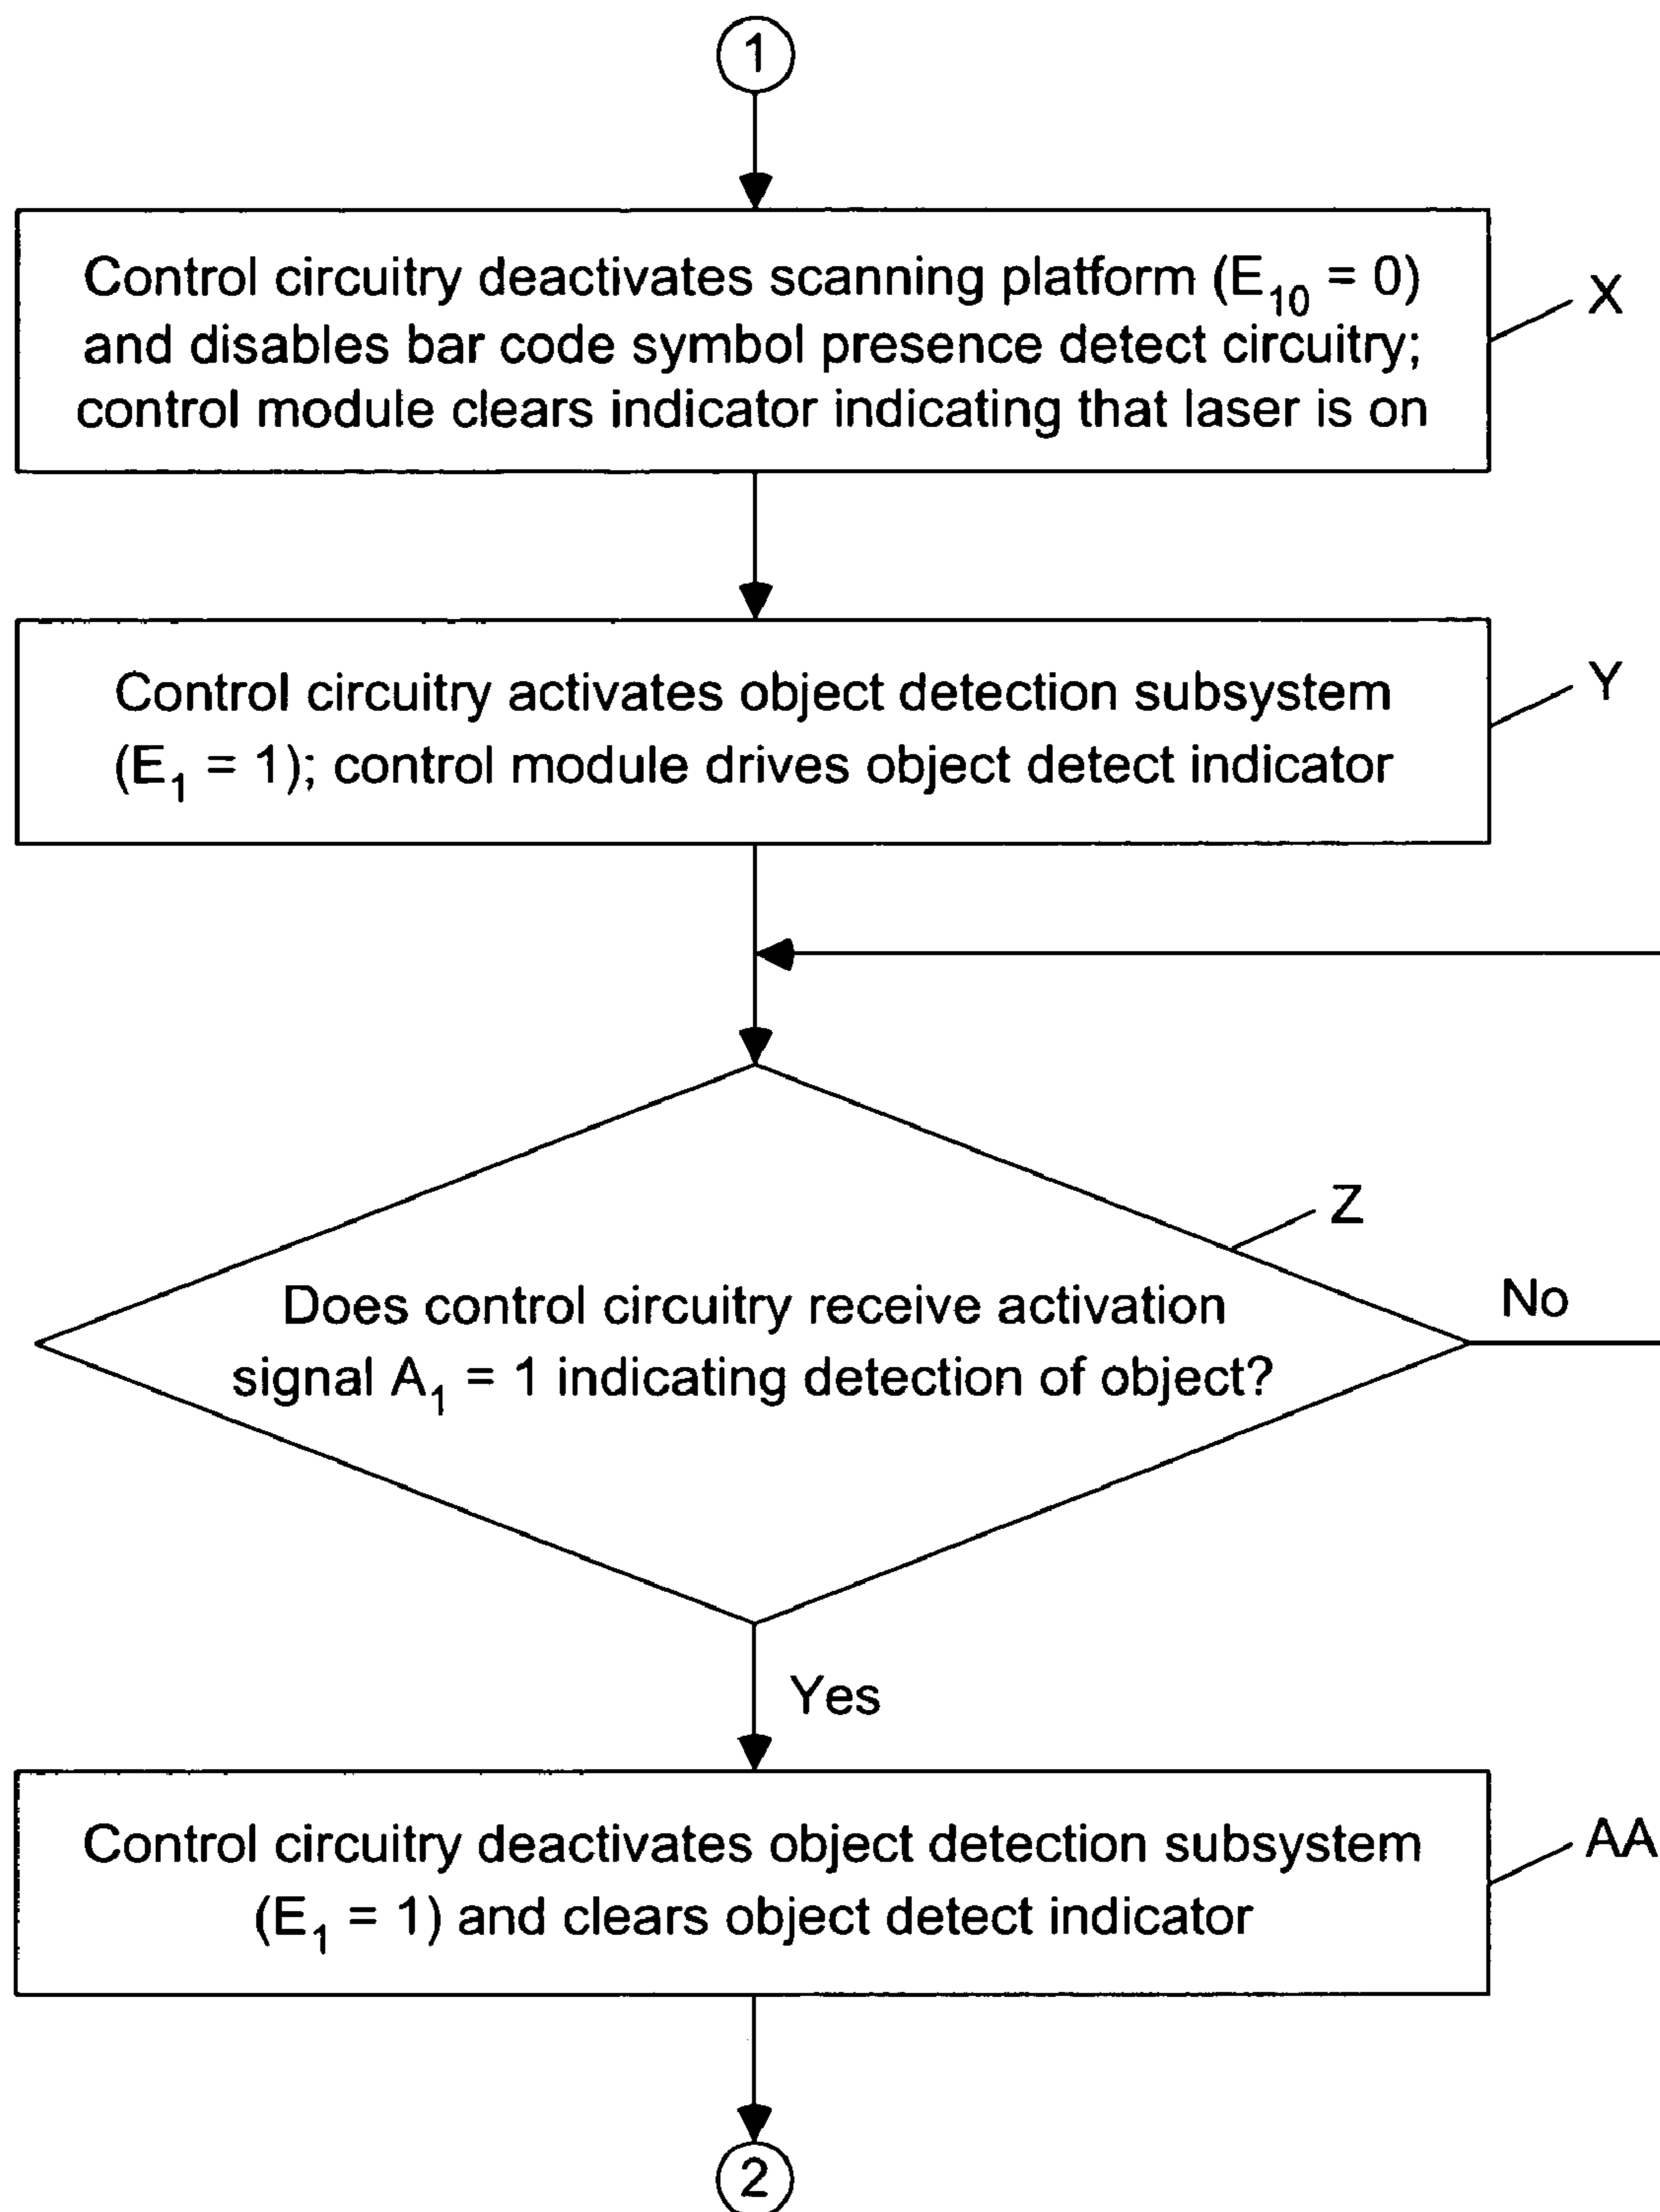 1
Control circuitry deactivates scanning platform (E₁₀ = 0)
and disables bar code symbol presence detect circuitry;
control module clears indicator indicating that laser is on
X
Control circuitry activates object detection subsystem
(E₁ = 1); control module drives object detect indicator
Y
Z
Does control circuitry receive activation
signal A₁ = 1 indicating detection of object?
No
Yes
Control circuitry deactivates object detection subsystem
(E₁ = 1) and clears object detect indicator
AA
2